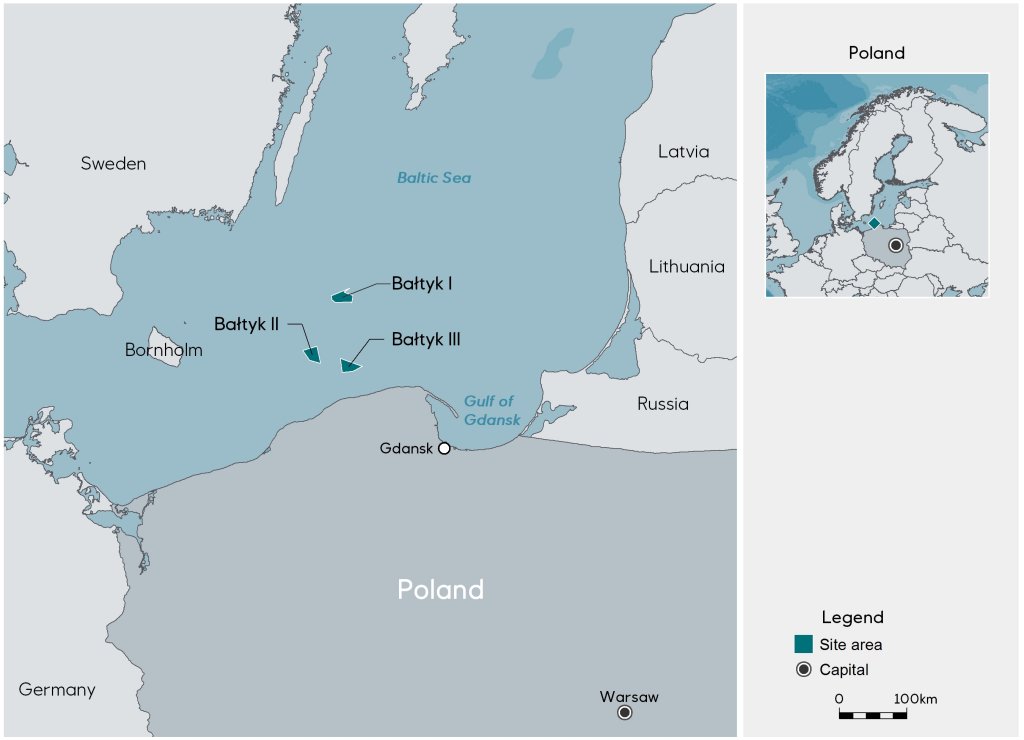 Sweden
Baltic Sea
Latvia
Lithuania
Bałtyk I
Bałtyk II
Bałtyk III
Bornholm
Gulf of
Gdansk
Russia
Gdansk
Poland
Germany
Warsaw
Poland
Legend
Site area
Capital
0 100km